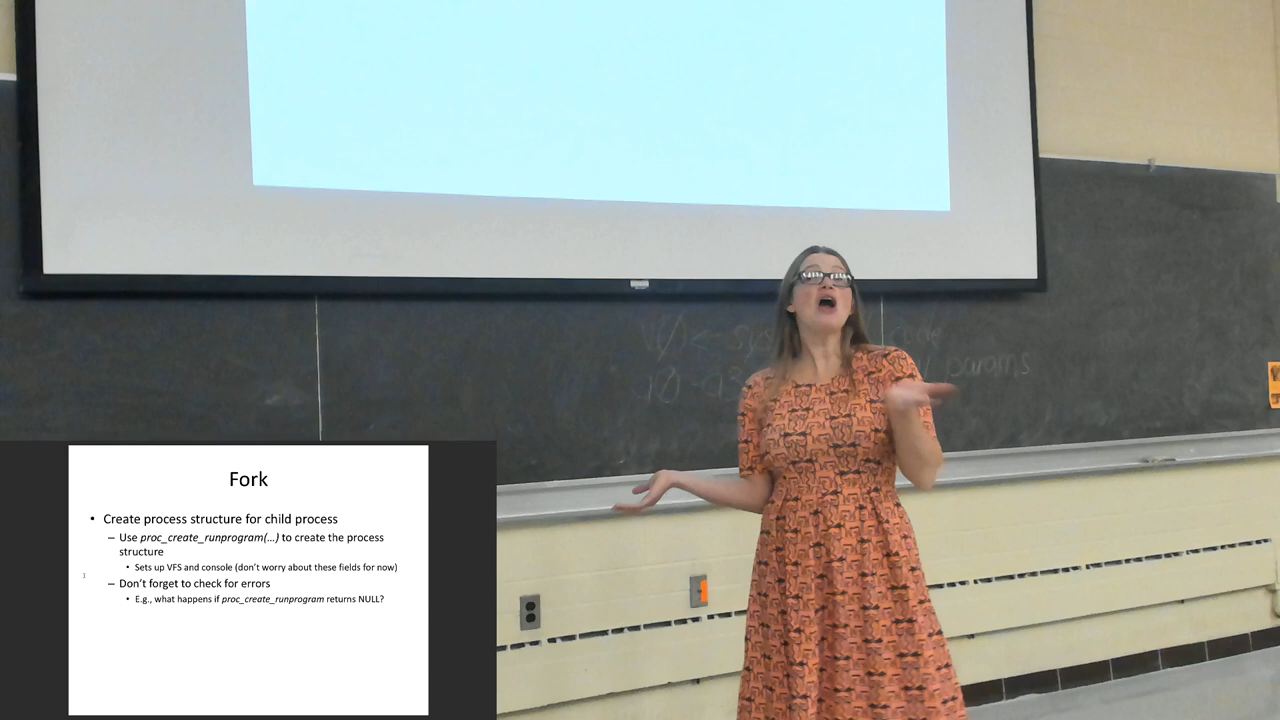 code
params
Fork
• Create process structure for child process
– Use proc_create_runprogram(…) to create the process
structure
• Sets up VFS and console (don't worry about these fields for now)
– Don't forget to check for errors
• E.g., what happens if proc_create_runprogram returns NULL?